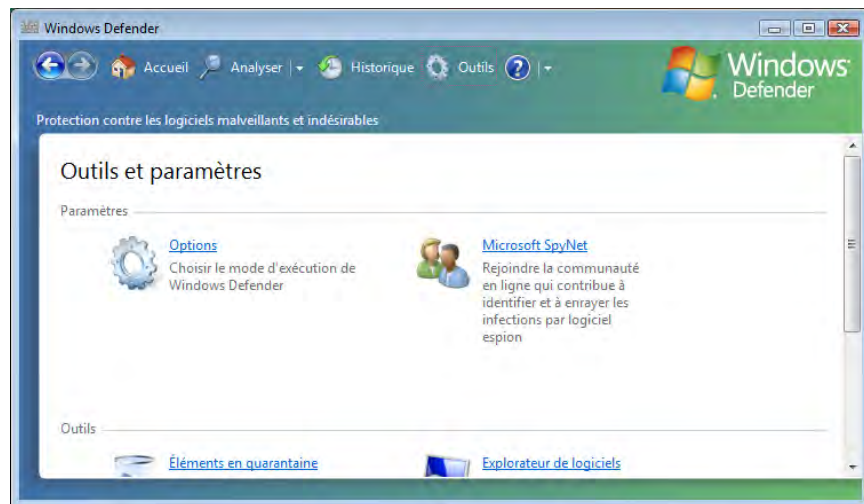 Windows Defender
Accueil Analyser Historique Outils
Windows Defender
Protection contre les logiciels malveillants et indésirables
Outils et paramètres
Paramètres
Options
Choisir le mode d'exécution de
Windows Defender
Microsoft SpyNet
Rejoindre la communauté
en ligne qui contribue à
identifier et à enrayer les
infections par logiciel
espion
Outils
Éléments en quarantaine
Explorateur de logiciels